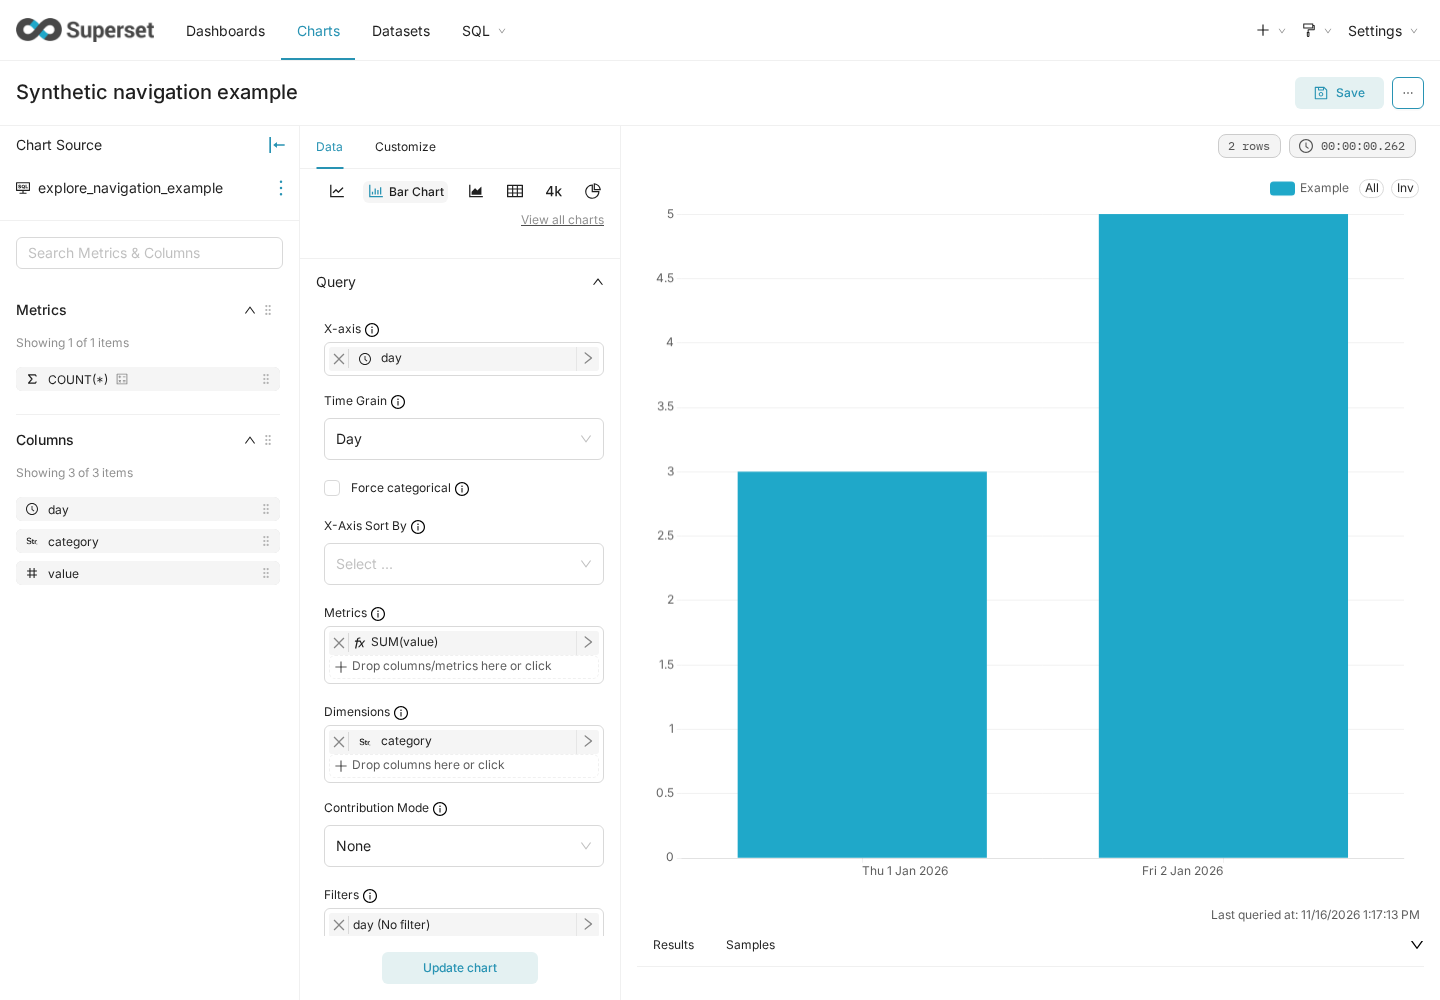 Superset
Dashboards
Charts
Datasets
SQL
Settings
Synthetic navigation example
Save
Chart Source
explore_navigation_example
Search Metrics & Columns
Metrics
Showing 1 of 1 items
COUNT(*)
Columns
Showing 3 of 3 items
day
category
value
Data
Customize
Bar Chart
4k
View all charts
Query
X-axis
day
Time Grain
Day
Force categorical
X-Axis Sort By
Select ...
Metrics
SUM(value)
Drop columns/metrics here or click
Dimensions
category
Drop columns here or click
Contribution Mode
None
Filters
day (No filter)
Update chart
2 rows
00:00:00.262
Example
All
Inv
5
4.5
4
3.5
3
2.5
2
1.5
1
0.5
0
Thu 1 Jan 2026
Fri 2 Jan 2026
Last queried at: 11/16/2026 1:17:13 PM
Results
Samples